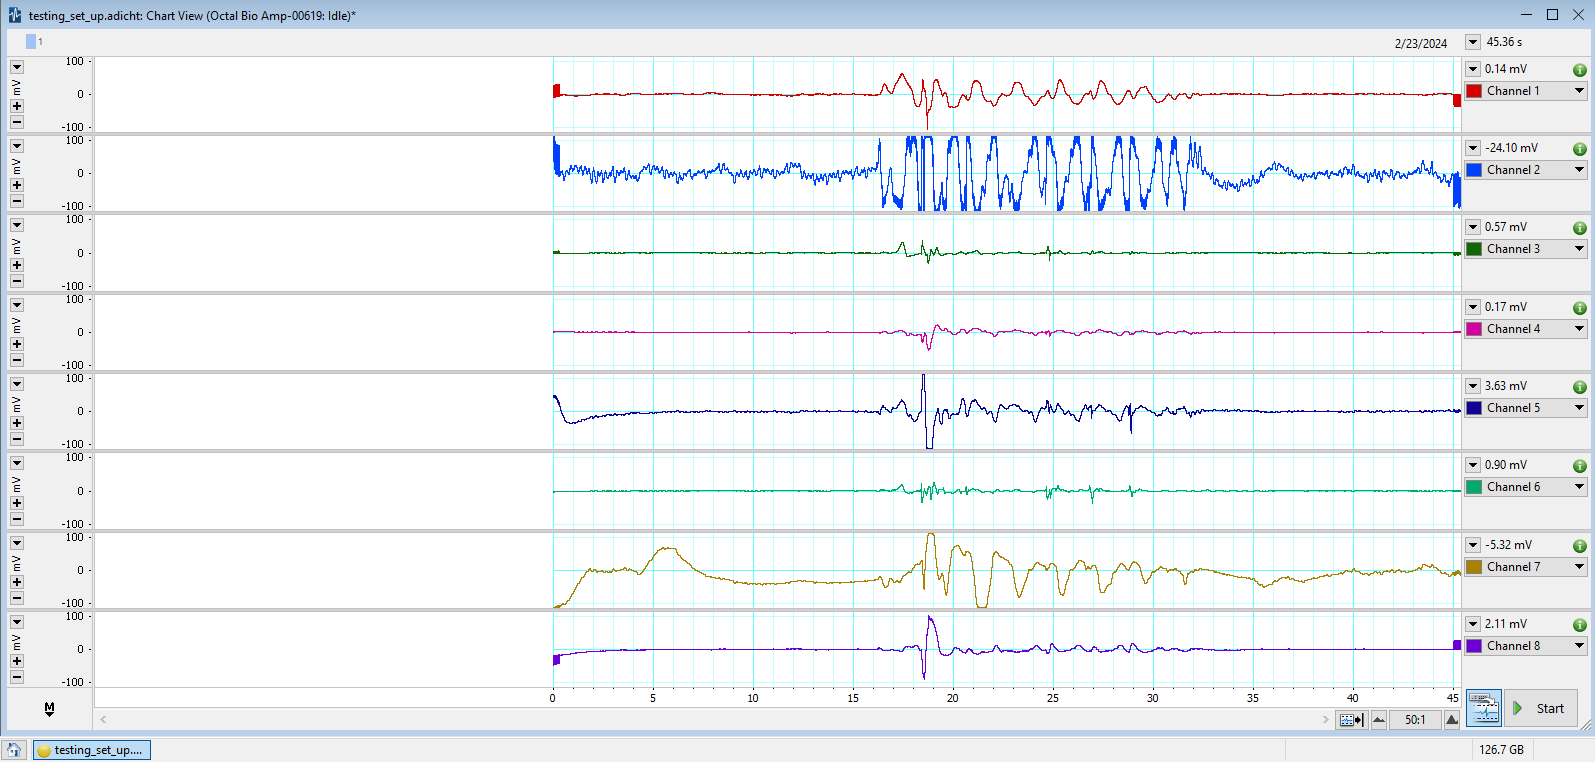 testing_set_up.adicht: Chart View (Octal Bio Amp-00619: Idle)*
1
2/23/2024
45.36 s
100
mV
0
-100
0.14 mV
Channel 1
100
mV
0
-100
-24.10 mV
Channel 2
100
mV
0
-100
0.57 mV
Channel 3
100
mV
0
-100
0.17 mV
Channel 4
100
mV
0
-100
3.63 mV
Channel 5
100
mV
0
-100
0.90 mV
Channel 6
100
mV
0
-100
-5.32 mV
Channel 7
100
mV
0
-100
2.11 mV
Channel 8
M
0 5 10 15 20 25 30 35 40 45
50:1
Start
testing_set_up....
126.7 GB